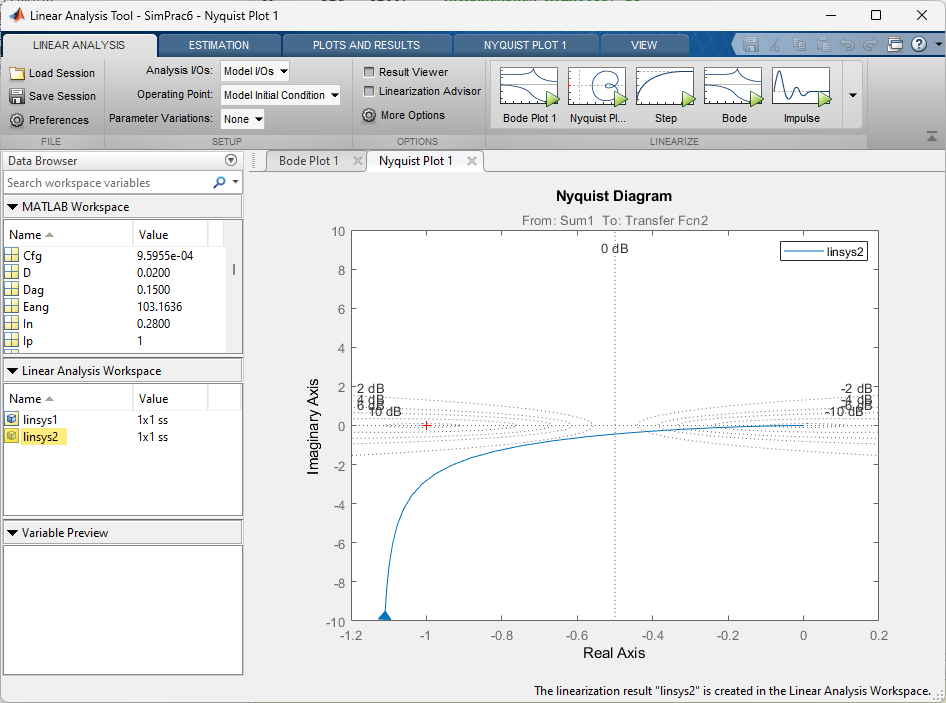 Linear Analysis Tool - SimPrac6 - Nyquist Plot 1
LINEAR ANALYSIS ESTIMATION PLOTS AND RESULTS NYQUIST PLOT 1 VIEW
Load Session
Save Session
Preferences
FILE
Analysis I/Os: Model I/Os
Operating Point: Model Initial Condition
Parameter Variations: None
SETUP
Result Viewer
Linearization Advisor
More Options
OPTIONS
Bode Plot 1 Nyquist Pl... Step Bode Impulse
LINEARIZE
Data Browser
Search workspace variables
MATLAB Workspace
Name Value
Cfg 9.5955e-04
D 0.0200
Dag 0.1500
Eang 103.1636
In 0.2800
Ip 1
Linear Analysis Workspace
Name Value
linsys1 1x1 ss
linsys2 1x1 ss
Variable Preview
Bode Plot 1 Nyquist Plot 1
Nyquist Diagram
From: Sum1 To: Transfer Fcn2
0 dB
linsys2
10
8
6
4
2
0
-2
-4
-6
-8
-10
2 dB
4 dB
6 dB
10 dB
-2 dB
-4 dB
-6 dB
-10 dB
Imaginary Axis
-1.2 -1 -0.8 -0.6 -0.4 -0.2 0 0.2
Real Axis
The linearization result "linsys2" is created in the Linear Analysis Workspace.